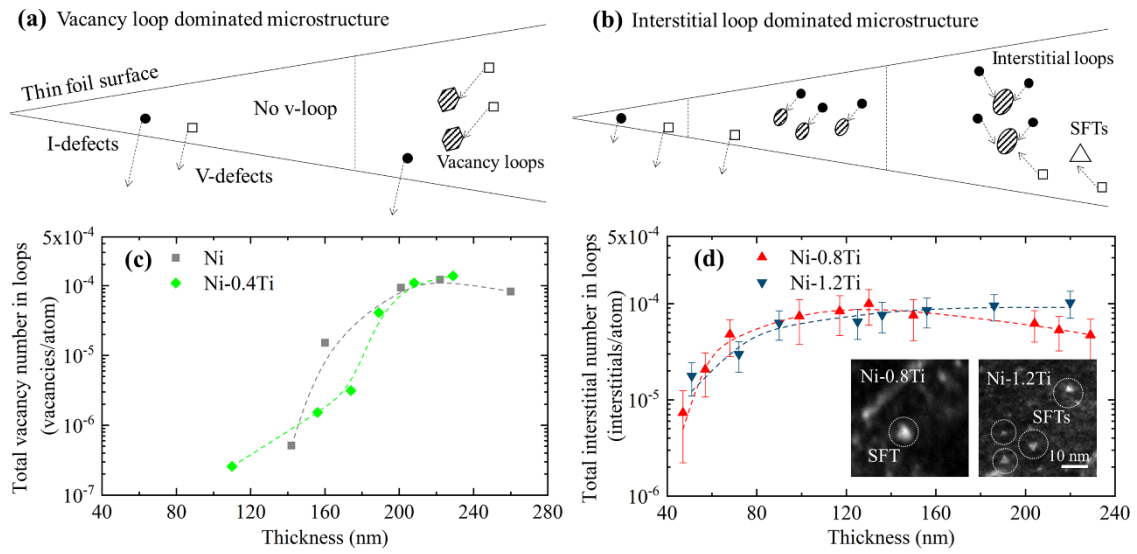 (a) Vacancy loop dominated microstructure
Thin foil surface
No v-loop
I-defects
V-defects
Vacancy loops
(b) Interstitial loop dominated microstructure
Interstitial loops
SFTs
(c)
Ni
Ni-0.4Ti
Total vacancy number in loops
(vacancies/atom)
5x10⁻⁴
10⁻⁴
10⁻⁵
10⁻⁶
10⁻⁷
40 80 120 160 200 240 280
Thickness (nm)
(d)
Ni-0.8Ti
Ni-1.2Ti
Total interstitial number in loops
(interstitials/atom)
5x10⁻⁴
10⁻⁴
10⁻⁵
10⁻⁶
Ni-0.8Ti
SFT
Ni-1.2Ti
SFTs
10 nm
40 80 120 160 200 240
Thickness (nm)